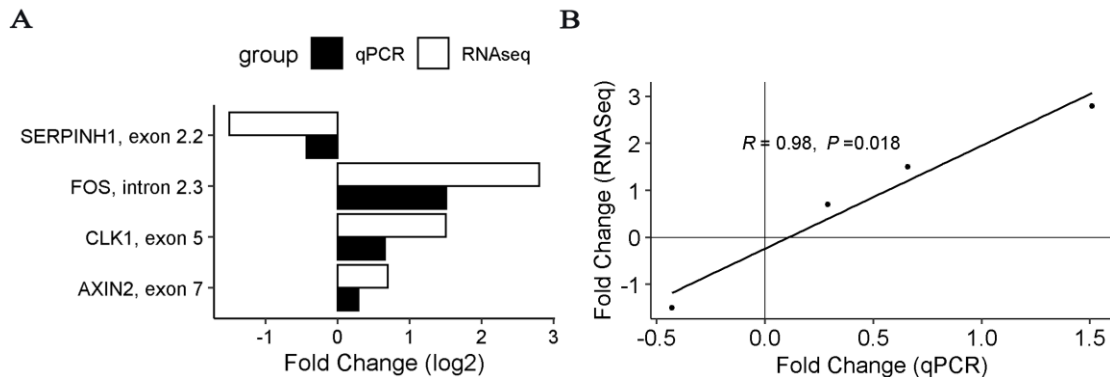 A
group qPCR RNAseq
SERPINH1, exon 2.2
FOS, intron 2.3
CLK1, exon 5
AXIN2, exon 7
-1 0 1 2 3
Fold Change (log2)
B
Fold Change (RNASeq)
3
2
1
0
-1
R = 0.98, P =0.018
-0.5 0.0 0.5 1.0 1.5
Fold Change (qPCR)